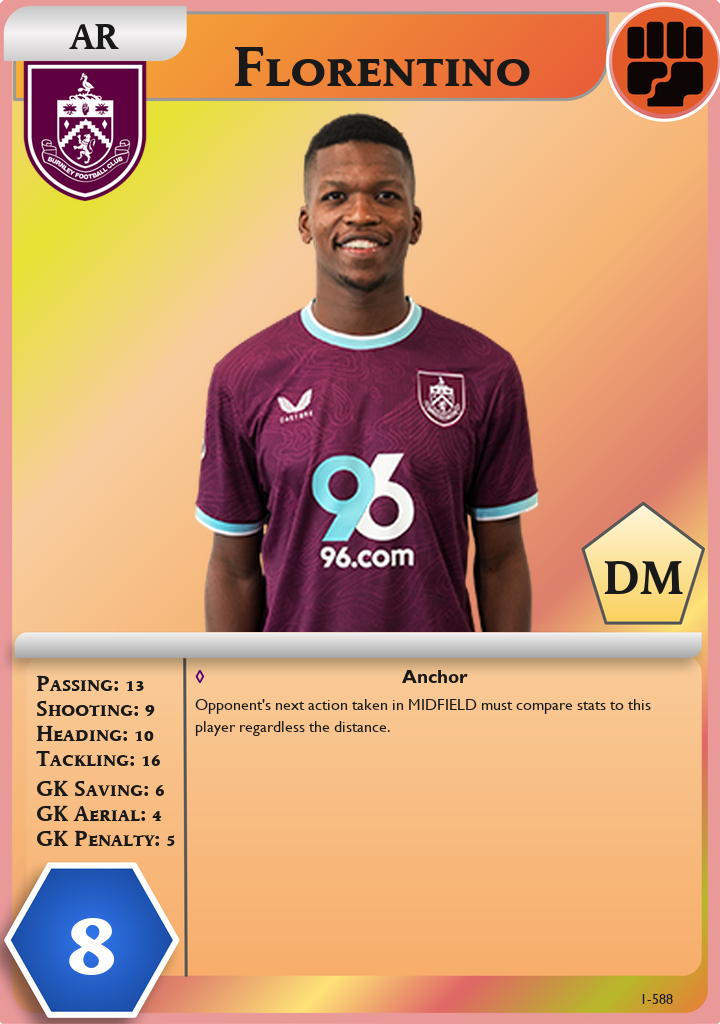 AR
Florentino
BURNLEY FOOTBALL CLUB
CASTORE
96
96.com
DM
Passing: 13
Shooting: 9
Heading: 10
Tackling: 16
GK Saving: 6
GK Aerial: 4
GK Penalty: 5
8
Anchor
Opponent's next action taken in MIDFIELD must compare stats to this
player regardless the distance.
1-588